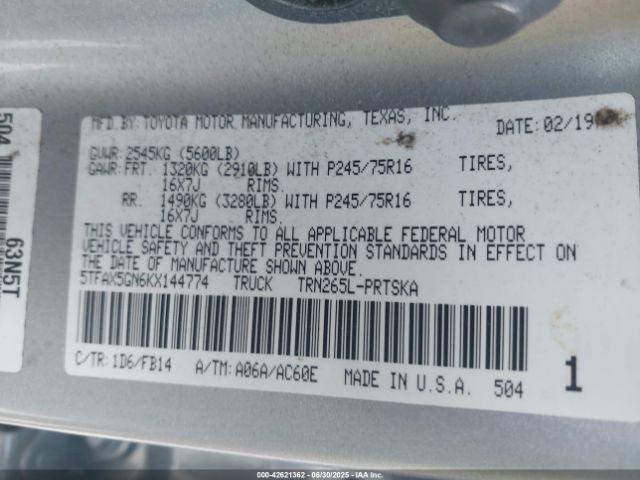 MFD.BY:TOYOTA MOTOR MANUFACTURING, TEXAS, INC.
DATE:02/19
GVWR:2545KG (5600LB)
GAWR:FRT. 1320KG (2910LB) WITH P245/75R16 TIRES,
16X7J RIMS.
RR. 1490KG (3280LB) WITH P245/75R16 TIRES,
16X7J RIMS.
THIS VEHICLE CONFORMS TO ALL APPLICABLE FEDERAL MOTOR
VEHICLE SAFETY AND THEFT PREVENTION STANDARDS IN EFFECT ON
THE DATE OF MANUFACTURE SHOWN ABOVE.
5TFAX5GN6KX144774 TRUCK TRN265L-PRTSKA
C/TR:1D6/FB14 A/TM:A06A/AC60E MADE IN U.S.A. 504
1
504
63N5T
000-42621362 - 06/30/2025 - IAAI.COM